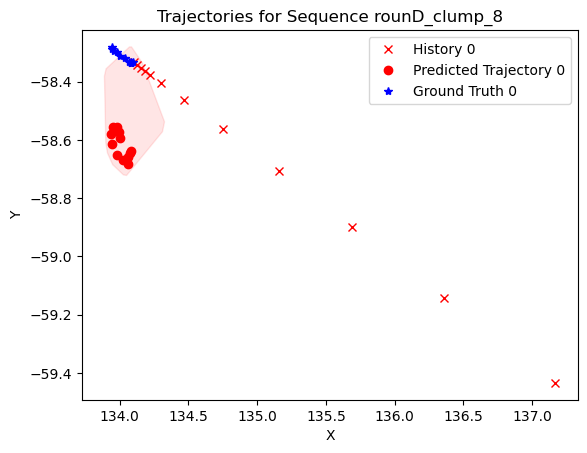 Trajectories for Sequence rounD_clump_8
History 0
Predicted Trajectory 0
Ground Truth 0
−58.4
−58.6
−58.8
−59.0
−59.2
−59.4
Y
134.0 134.5 135.0 135.5 136.0 136.5 137.0
X